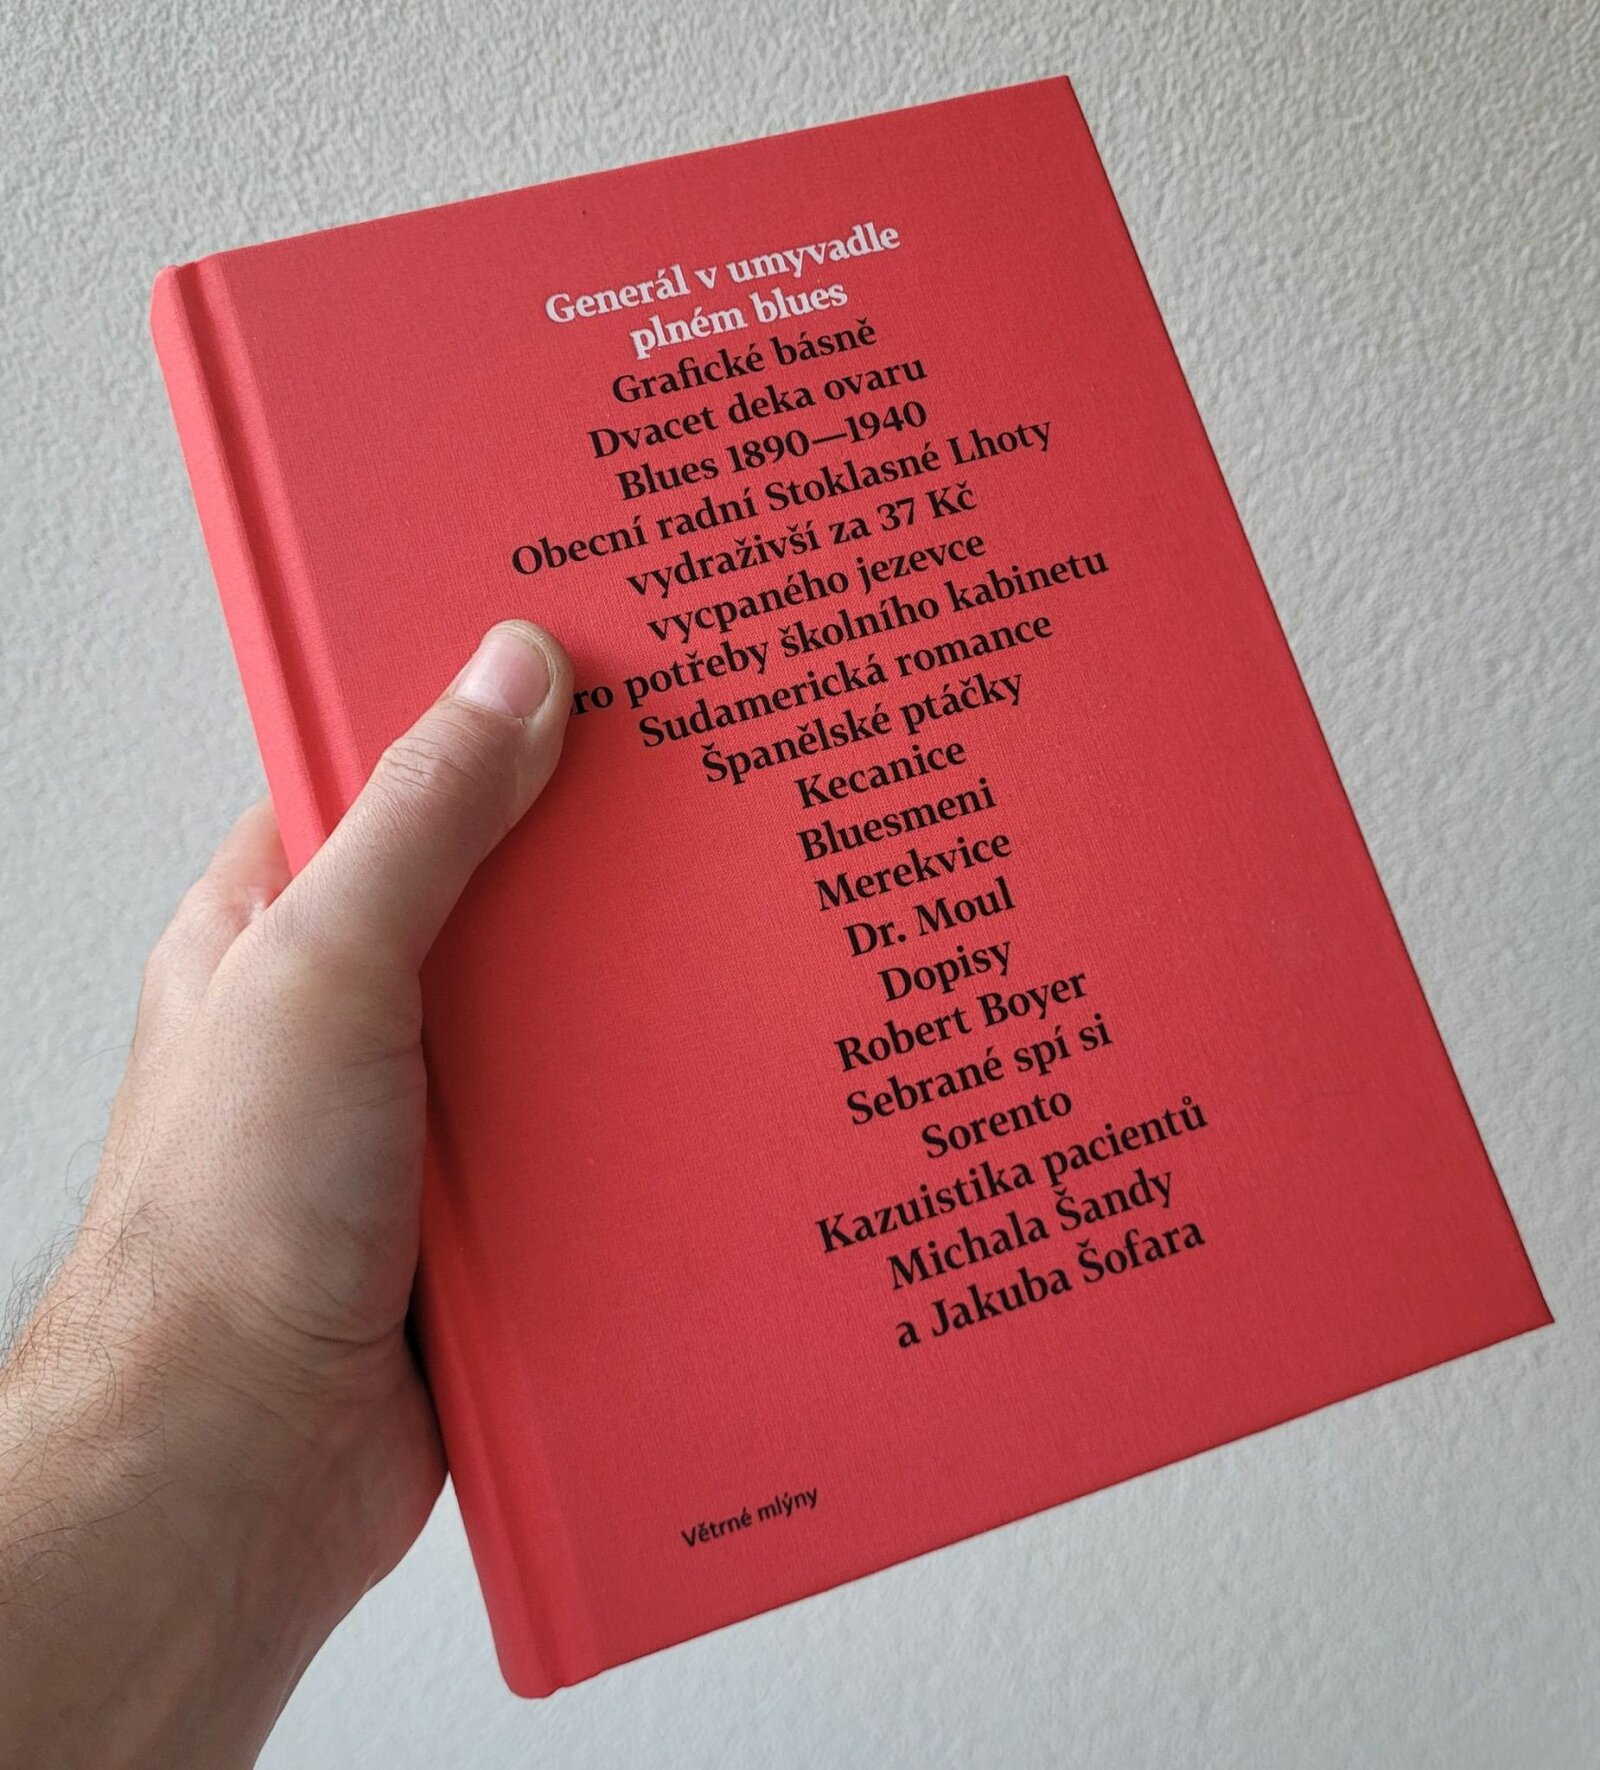 Generál v umyvadle
plném blues
Grafické básně
Dvacet deka ovaru
Blues 1890—1940
Obecní radní Stoklasné Lhoty
vydraživší za 37 Kč
vycpaného jezevce
ro potřeby školního kabinetu
Sudamerická romance
Španělské ptáčky
Kecanice
Bluesmeni
Merekvice
Dr. Moul
Dopisy
Robert Boyer
Sebrané spí si
Sorento
Kazuistika pacientů
Michala Šandy
a Jakuba Šofara
Větrné mlýny